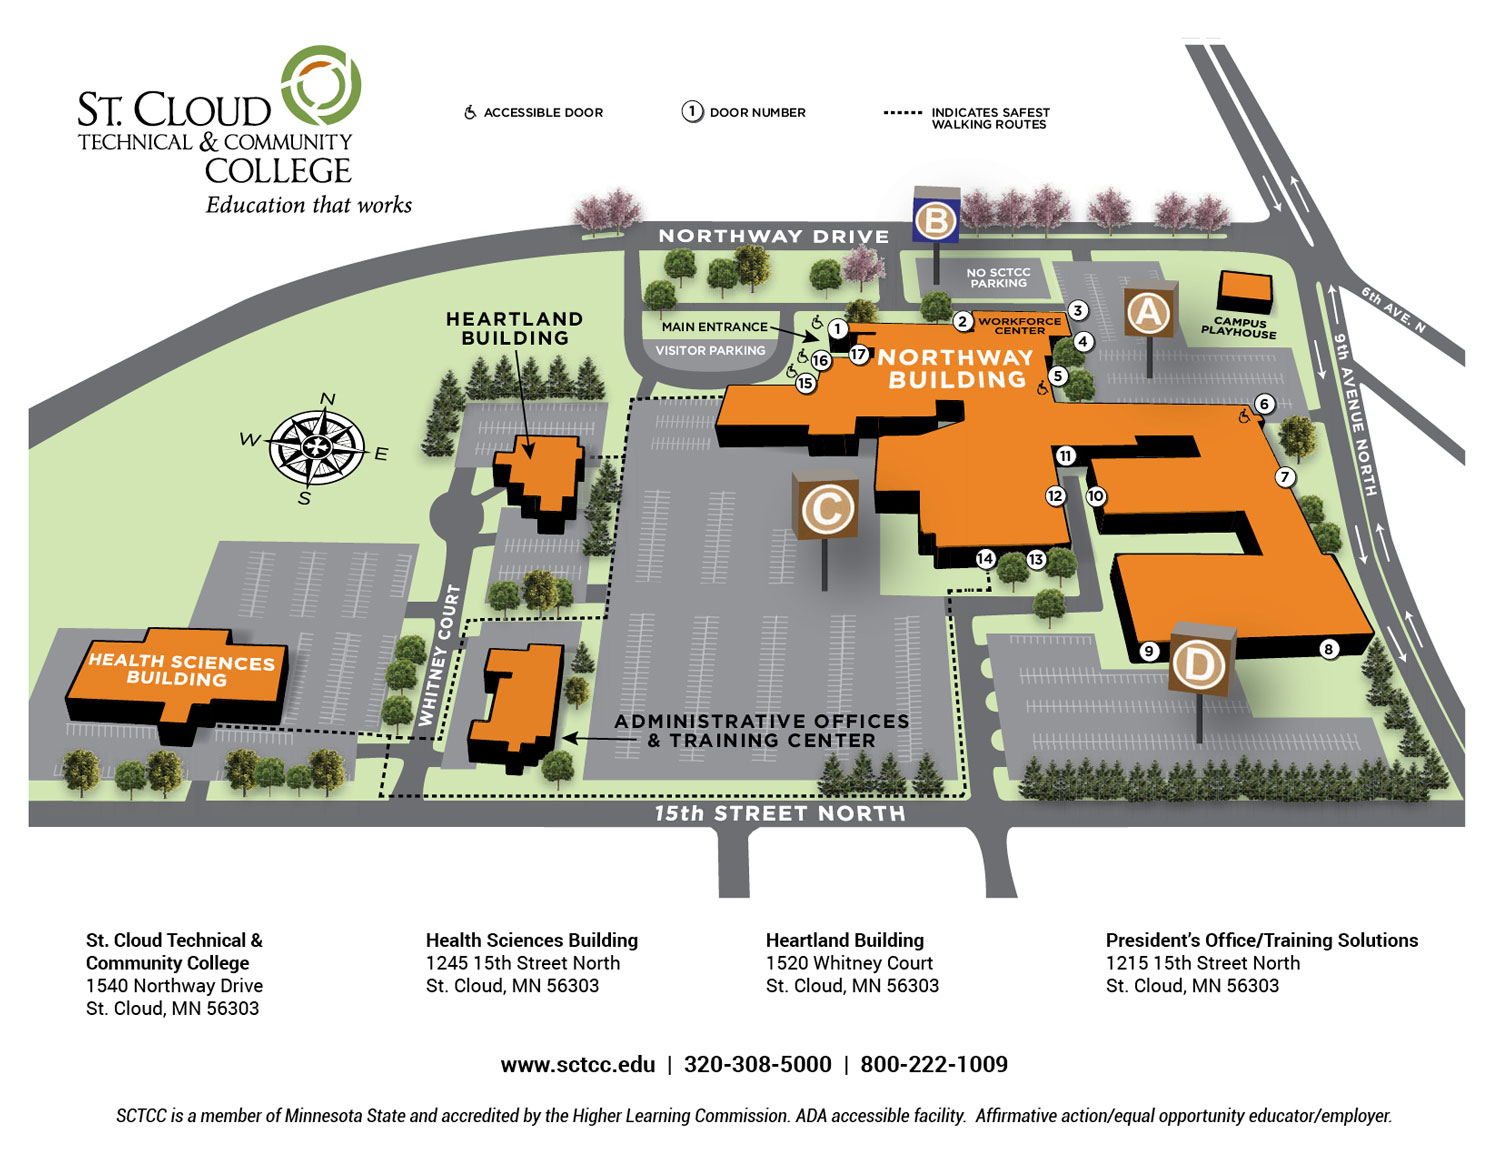 ST. CLOUD
TECHNICAL & COMMUNITY
COLLEGE
Education that works
ACCESSIBLE DOOR
1 DOOR NUMBER
INDICATES SAFEST
WALKING ROUTES
B
NORTHWAY DRIVE
NO SCTCC
PARKING
A
6th AVE. N
CAMPUS
PLAYHOUSE
9th AVENUE NORTH
HEARTLAND
BUILDING
MAIN ENTRANCE
VISITOR PARKING
1
2
WORKFORCE
CENTER
3
4
17
16
15
NORTHWAY
BUILDING
5
6
N
W
E
S
11
7
12
10
C
14
13
WHITNEY COURT
HEALTH SCIENCES
BUILDING
9
D
8
ADMINISTRATIVE OFFICES
& TRAINING CENTER
15th STREET NORTH
St. Cloud Technical &
Community College
1540 Northway Drive
St. Cloud, MN 56303
Health Sciences Building
1245 15th Street North
St. Cloud, MN 56303
Heartland Building
1520 Whitney Court
St. Cloud, MN 56303
President's Office/Training Solutions
1215 15th Street North
St. Cloud, MN 56303
www.sctcc.edu | 320-308-5000 | 800-222-1009
SCTCC is a member of Minnesota State and accredited by the Higher Learning Commission. ADA accessible facility. Affirmative action/equal opportunity educator/employer.